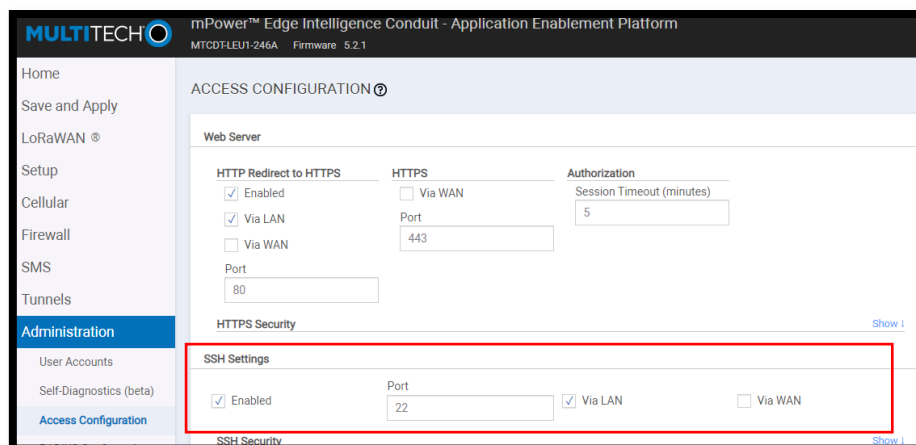 MULTITECH
mPower™ Edge Intelligence Conduit - Application Enablement Platform
MTCDT-LEU1-246A Firmware 5.2.1
Home
Save and Apply
LoRaWAN ®
Setup
Cellular
Firewall
SMS
Tunnels
Administration
User Accounts
Self-Diagnostics (beta)
Access Configuration
ACCESS CONFIGURATION ?
Web Server
HTTP Redirect to HTTPS
Enabled
Via LAN
Via WAN
Port
80
HTTPS
Via WAN
Port
443
Authorization
Session Timeout (minutes)
5
HTTPS Security Show ↓
SSH Settings
Enabled
Port
22
Via LAN
Via WAN
SSH Security Show ↓